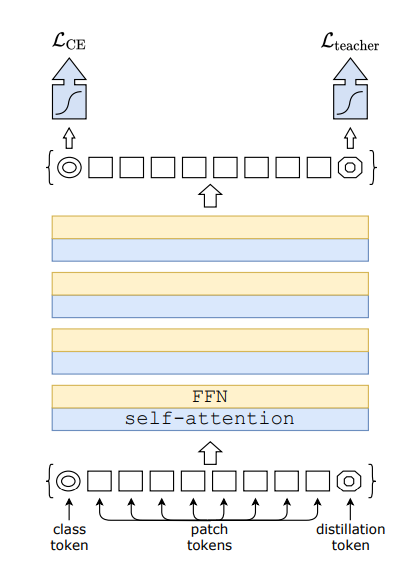 ℒCE
ℒteacher
FFN
self-attention
class
token
patch
tokens
distillation
token